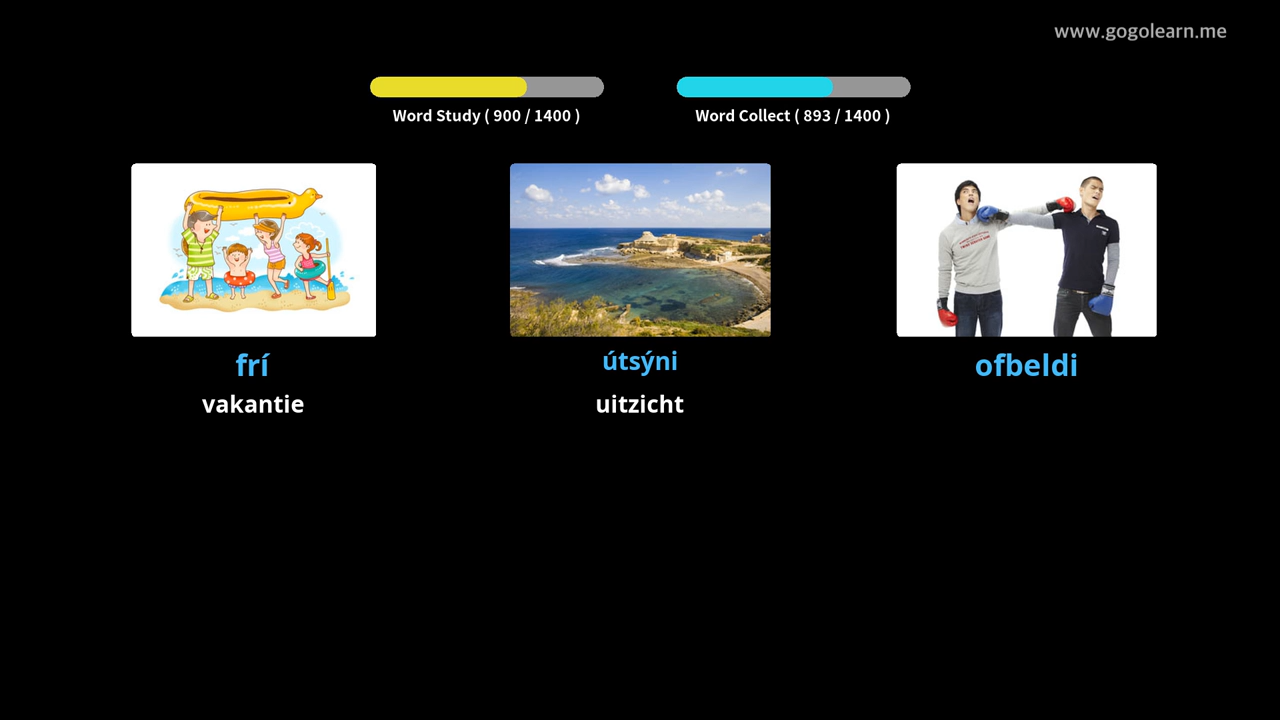 www.gogolearn.me
Word Study ( 900 / 1400 )
Word Collect ( 893 / 1400 )
frí
vakantie
útsýni
uitzicht
ofbeldi